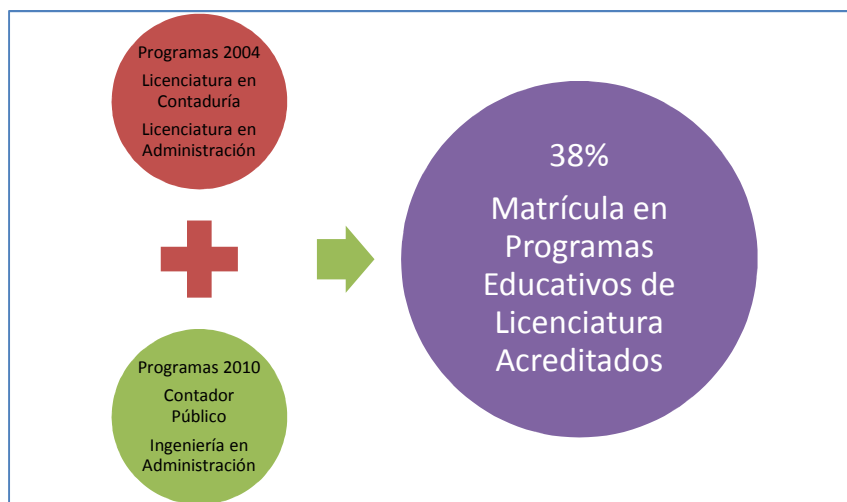 Programas 2004
Licenciatura en
Contaduría
Licenciatura en
Administración
Programas 2010
Contador
Público
Ingeniería en
Administración
38%
Matrícula en
Programas
Educativos de
Licenciatura
Acreditados